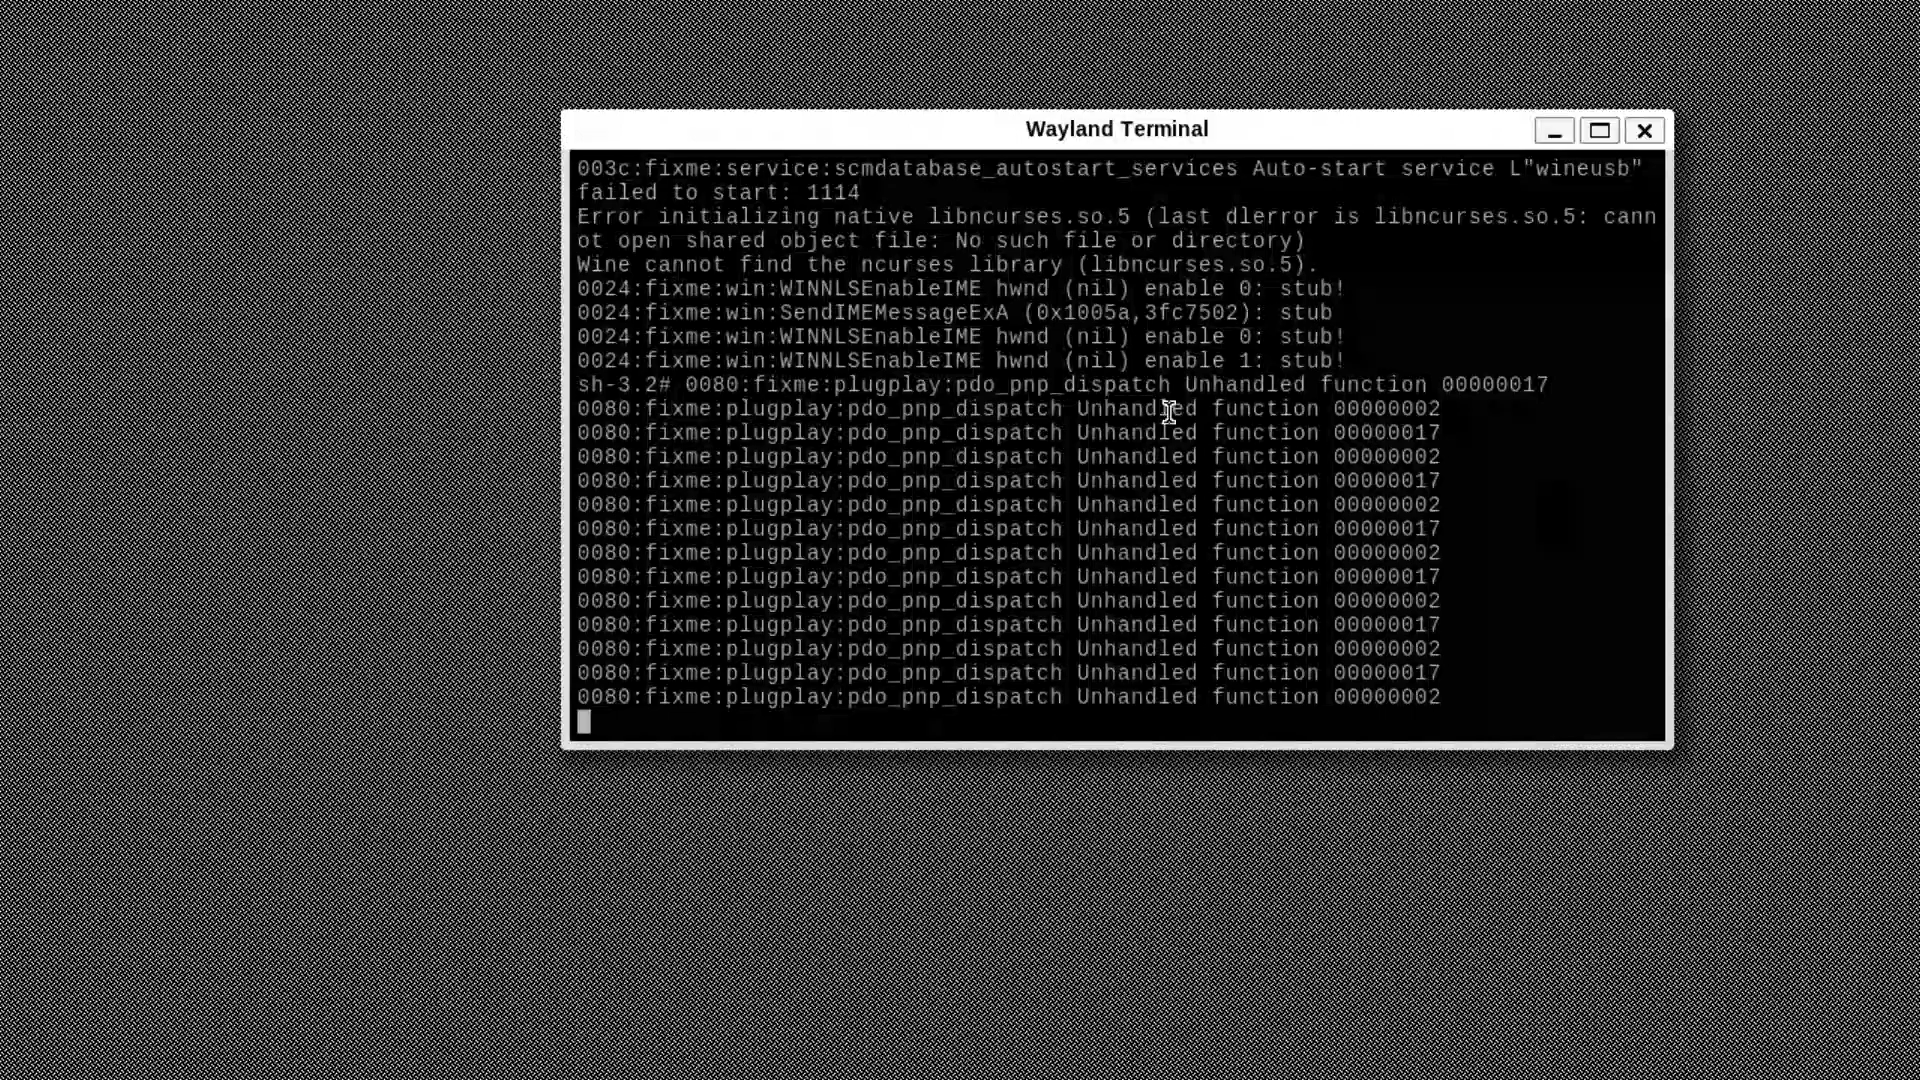 Wayland Terminal
003c:fixme:service:scmdatabase_autostart_services Auto-start service L"wineusb"
failed to start: 1114
Error initializing native libncurses.so.5 (last dlerror is libncurses.so.5: cann
ot open shared object file: No such file or directory)
Wine cannot find the ncurses library (libncurses.so.5).
0024:fixme:win:WINNLSEnableIME hwnd (nil) enable 0: stub!
0024:fixme:win:SendIMEMessageExA (0x1005a,3fc7502): stub
0024:fixme:win:WINNLSEnableIME hwnd (nil) enable 0: stub!
0024:fixme:win:WINNLSEnableIME hwnd (nil) enable 1: stub!
sh-3.2# 0080:fixme:plugplay:pdo_pnp_dispatch Unhandled function 00000017
0080:fixme:plugplay:pdo_pnp_dispatch Unhandled function 00000002
0080:fixme:plugplay:pdo_pnp_dispatch Unhandled function 00000017
0080:fixme:plugplay:pdo_pnp_dispatch Unhandled function 00000002
0080:fixme:plugplay:pdo_pnp_dispatch Unhandled function 00000017
0080:fixme:plugplay:pdo_pnp_dispatch Unhandled function 00000002
0080:fixme:plugplay:pdo_pnp_dispatch Unhandled function 00000017
0080:fixme:plugplay:pdo_pnp_dispatch Unhandled function 00000002
0080:fixme:plugplay:pdo_pnp_dispatch Unhandled function 00000017
0080:fixme:plugplay:pdo_pnp_dispatch Unhandled function 00000002
0080:fixme:plugplay:pdo_pnp_dispatch Unhandled function 00000017
0080:fixme:plugplay:pdo_pnp_dispatch Unhandled function 00000002
0080:fixme:plugplay:pdo_pnp_dispatch Unhandled function 00000017
0080:fixme:plugplay:pdo_pnp_dispatch Unhandled function 00000002